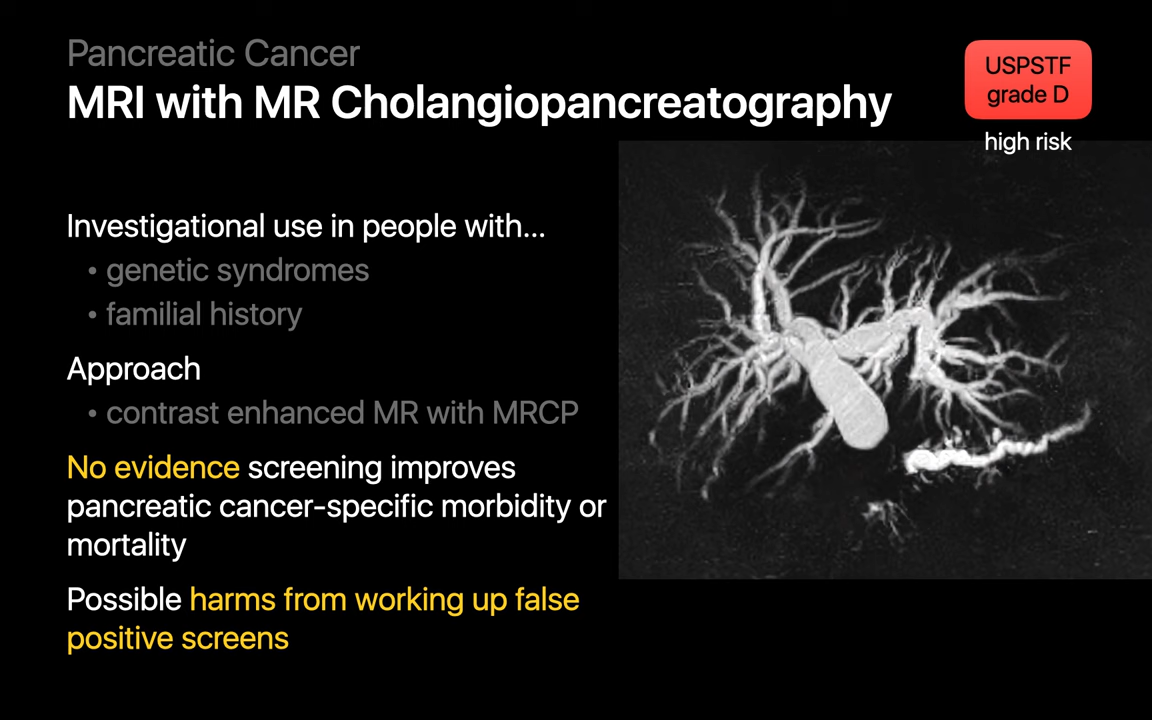 Pancreatic Cancer
MRI with MR Cholangiopancreatography
USPSTF
grade D
high risk
Investigational use in people with...
• genetic syndromes
• familial history
Approach
• contrast enhanced MR with MRCP
No evidence screening improves
pancreatic cancer-specific morbidity or
mortality
Possible harms from working up false
positive screens